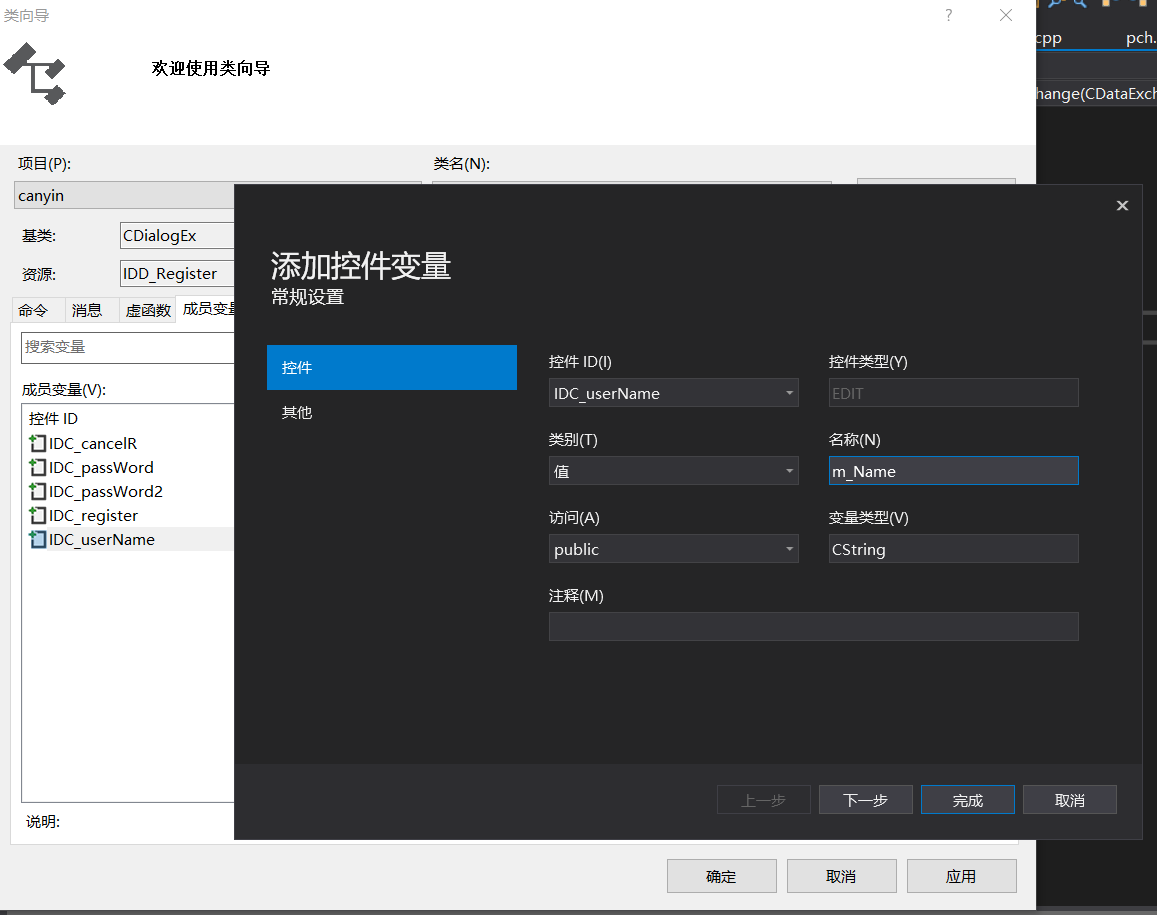 类向导
?
欢迎使用类向导
cpp
pch.
hange(CDataExch
项目(P):
类名(N):
canyin
基类:
CDialogEx
资源:
IDD_Register
命令
消息
虚函数
成员变量
搜索变量
成员变量(V):
控件 ID
IDC_cancelR
IDC_passWord
IDC_passWord2
IDC_register
IDC_userName
说明:
添加控件变量
常规设置
控件
其他
控件 ID(I)
控件类型(Y)
IDC_userName
EDIT
类别(T)
名称(N)
值
m_Name
访问(A)
变量类型(V)
public
CString
注释(M)
上一步
下一步
完成
取消
确定
取消
应用